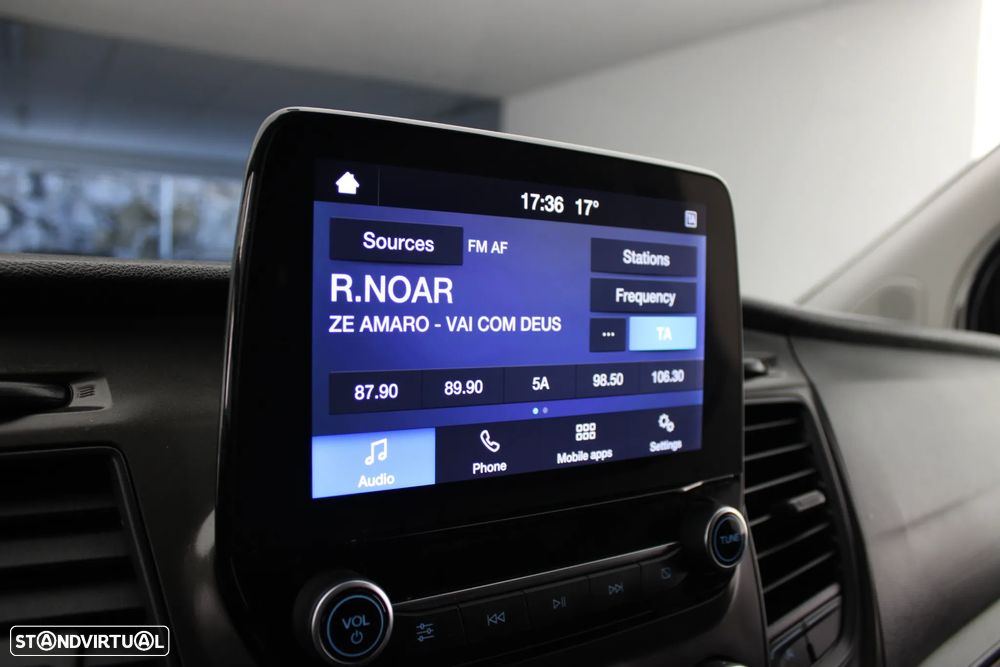 17:36 17°
TA
Sources FM AF
Stations
R.NOAR
Frequency
ZE AMARO - VAI COM DEUS
... TA
87.90 89.90 5A 98.50 106.30
Audio Phone Mobile apps Settings
TUNE
VOL
STANDVIRTUAL